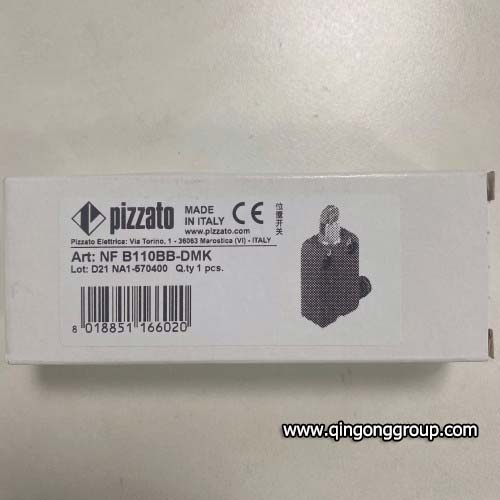 pizzato
MADE
IN ITALY
www.pizzato.com
CE
位置开关
Pizzato Elettrica: Via Torino, 1 - 36063 Marostica (VI) - ITALY
Art: NF B110BB-DMK
Lot: D21 NA1-570400 Q.ty 1 pcs.
8 018851 166020
www.qingonggroup.com